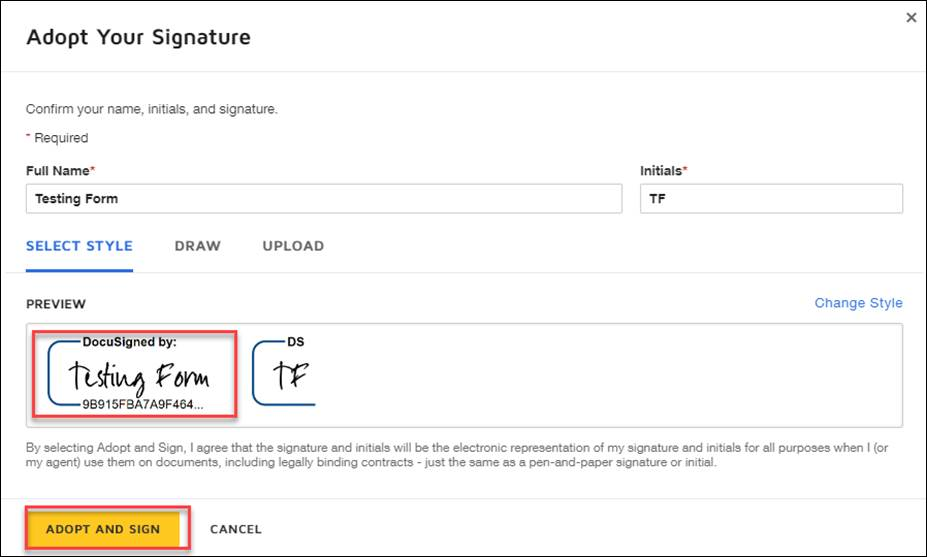 Adopt Your Signature
Confirm your name, initials, and signature.
* Required
Full Name*
Initials*
Testing Form
TF
SELECT STYLE
DRAW
UPLOAD
PREVIEW
Change Style
DocuSigned by:
Testing Form
9B915FBA7A9F464...
DS
TF
By selecting Adopt and Sign, I agree that the signature and initials will be the electronic representation of my signature and initials for all purposes when I (or
my agent) use them on documents, including legally binding contracts - just the same as a pen-and-paper signature or initial.
ADOPT AND SIGN
CANCEL